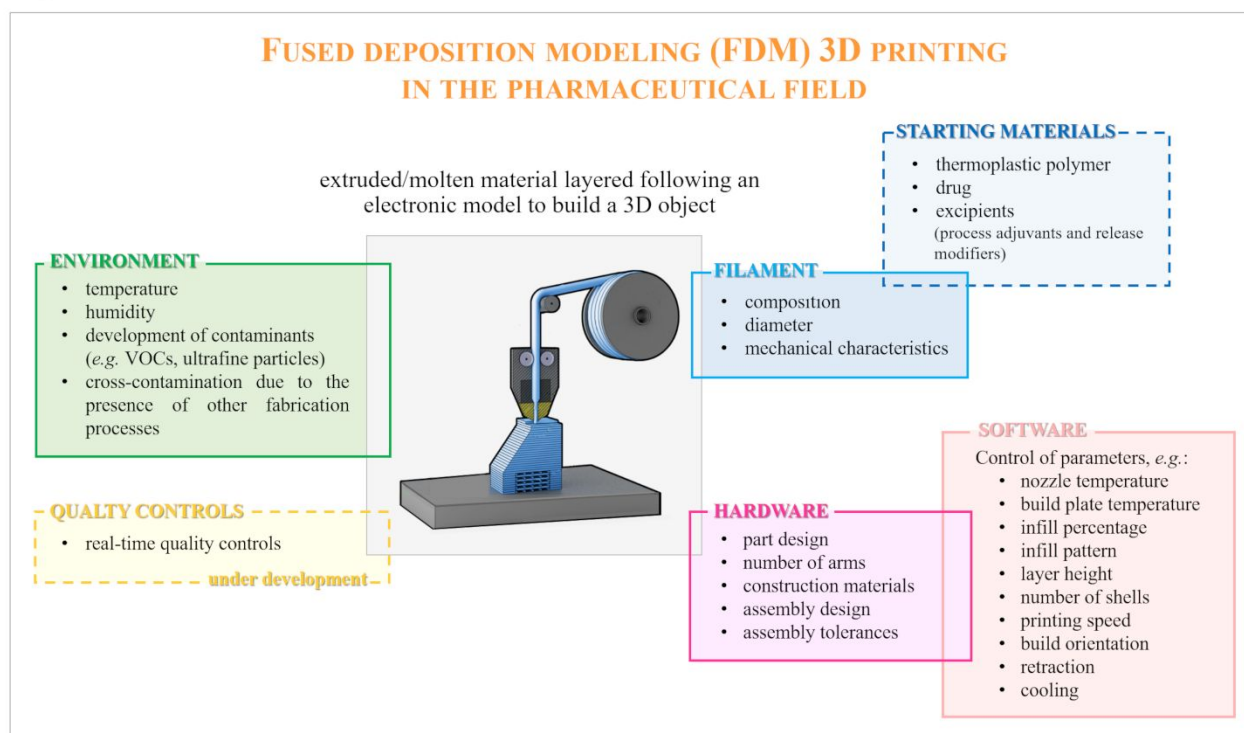 FUSED DEPOSITION MODELING (FDM) 3D PRINTING
IN THE PHARMACEUTICAL FIELD
extruded/molten material layered following an
electronic model to build a 3D object
STARTING MATERIALS
• thermoplastic polymer
• drug
• excipients
(process adjuvants and release
modifiers)
ENVIRONMENT
• temperature
• humidity
• development of contaminants
(e.g. VOCs, ultrafine particles)
• cross-contamination due to the
presence of other fabrication
processes
FILAMENT
• composition
• diameter
• mechanical characteristics
QUALTY CONTROLS
• real-time quality controls
under development
HARDWARE
• part design
• number of arms
• construction materials
• assembly design
• assembly tolerances
SOFTWARE
Control of parameters, e.g.:
• nozzle temperature
• build plate temperature
• infill percentage
• infill pattern
• layer height
• number of shells
• printing speed
• build orientation
• retraction
• cooling